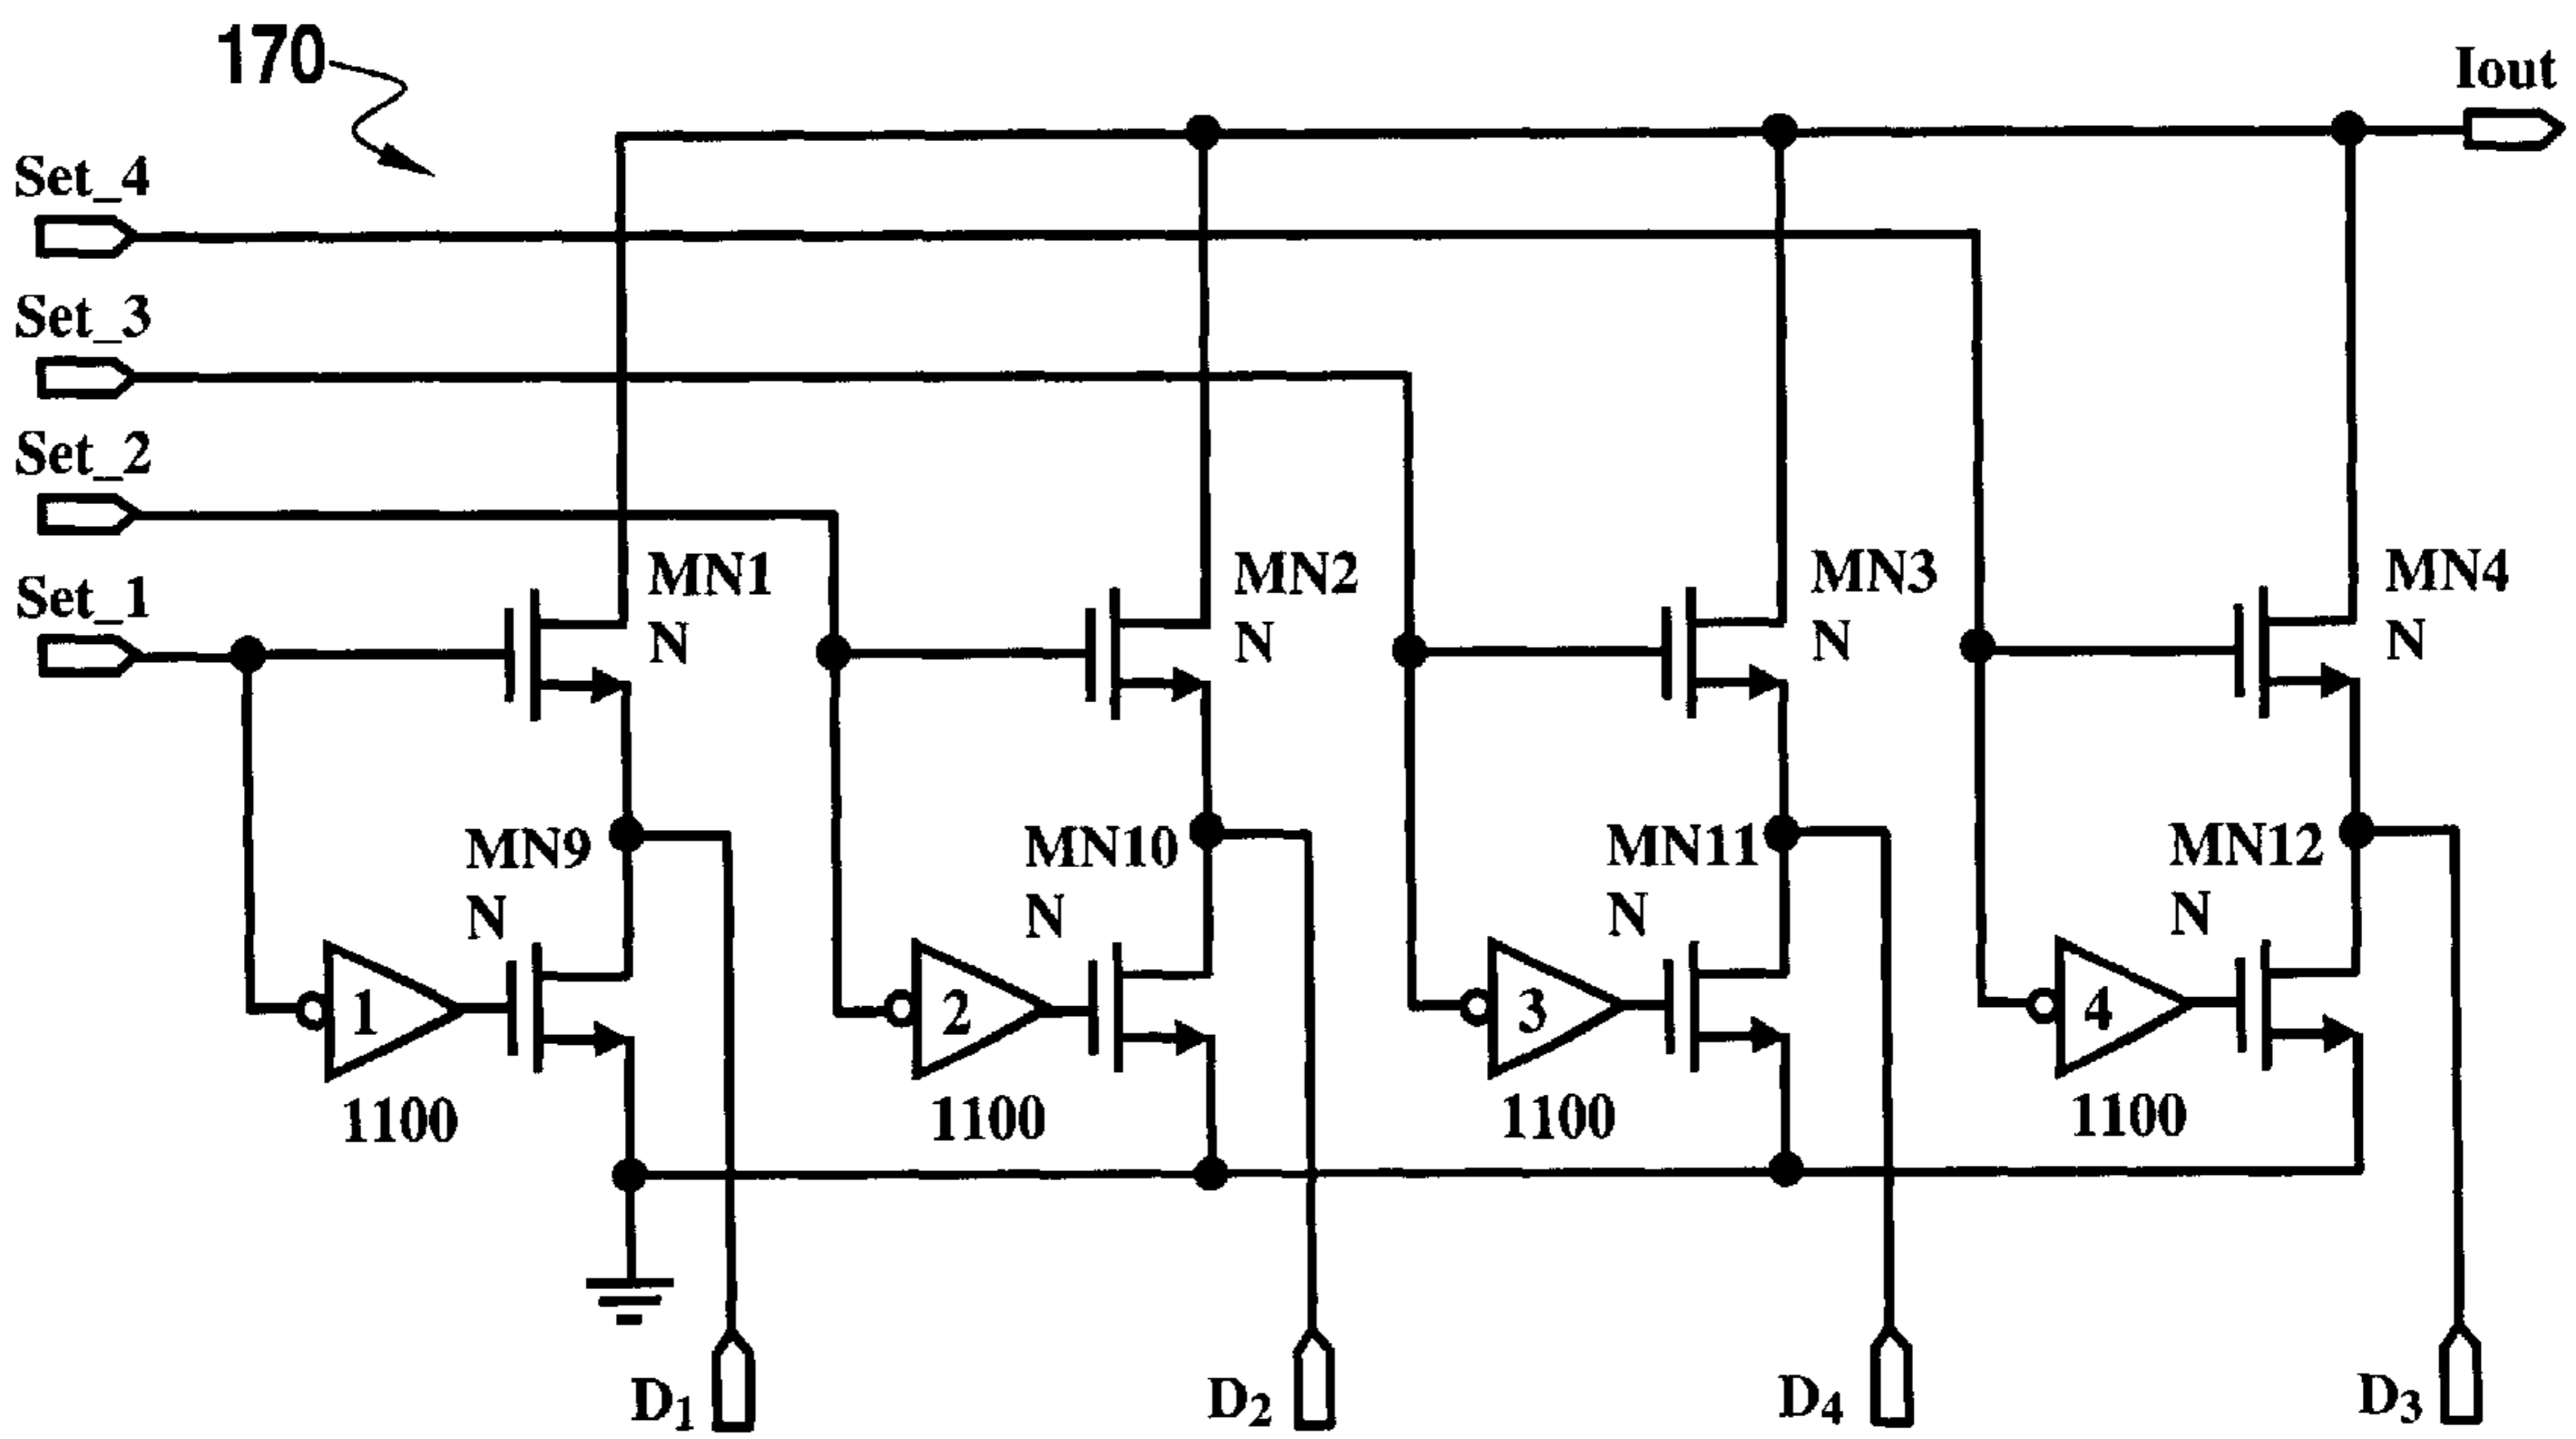 170
Iout
Set_4
Set_3
Set_2
Set_1
MN1
N
MN2
N
MN3
N
MN4
N
MN9
N
MN10
N
MN11
N
MN12
N
1
2
3
4
1100
1100
1100
1100
D1
D2
D4
D3